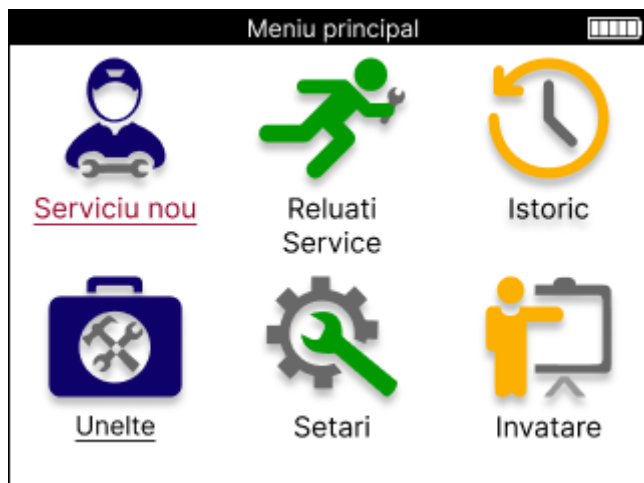 Meniu principal
Serviciu nou
Reluati
Service
Istoric
Unelte
Setari
Invatare